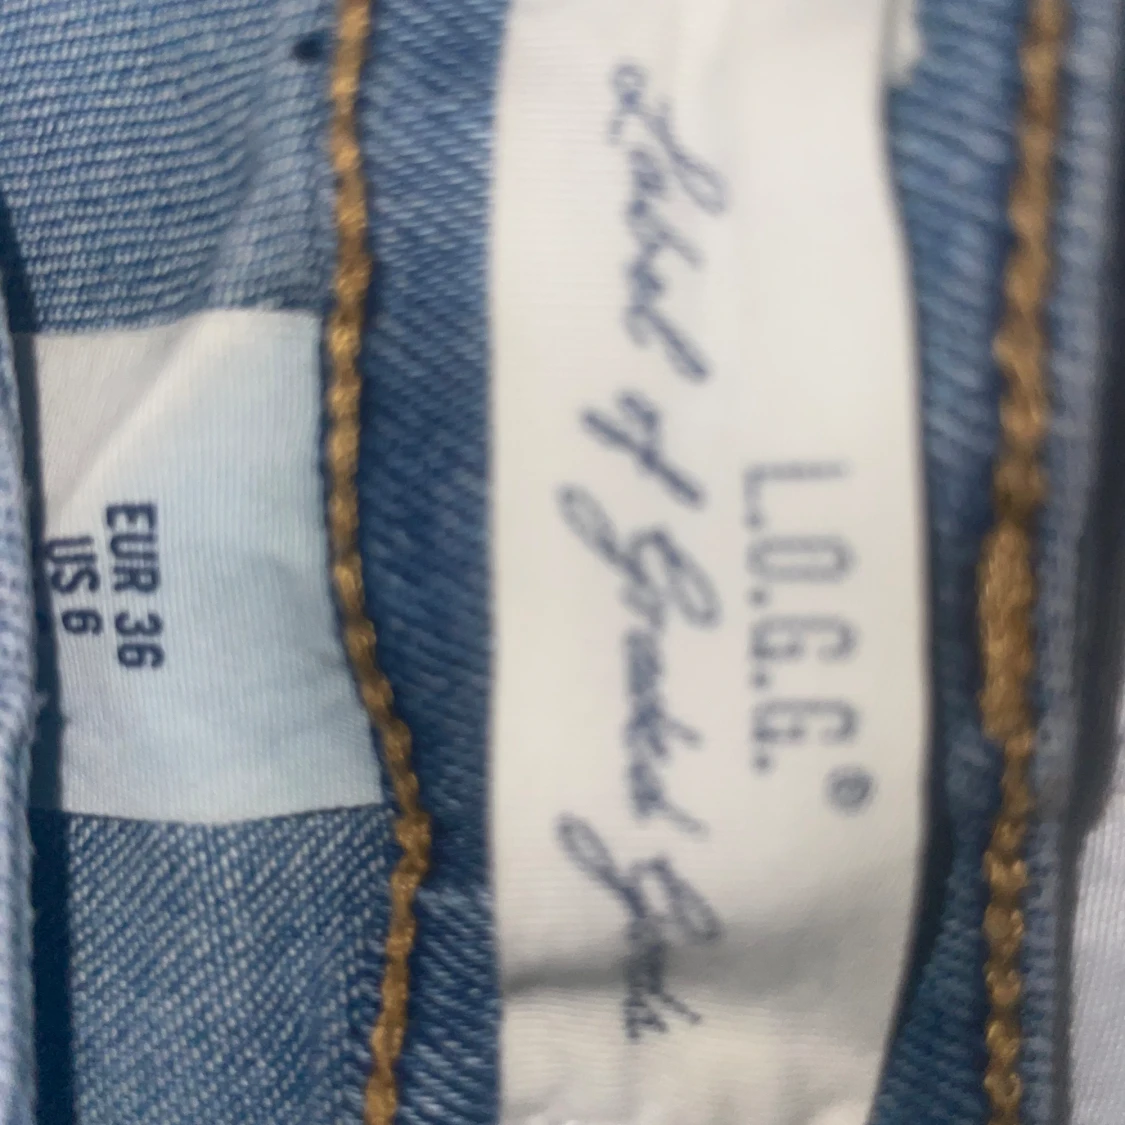 L.O.G.G.®
a Label of Graded Goods
EUR 36
US 6